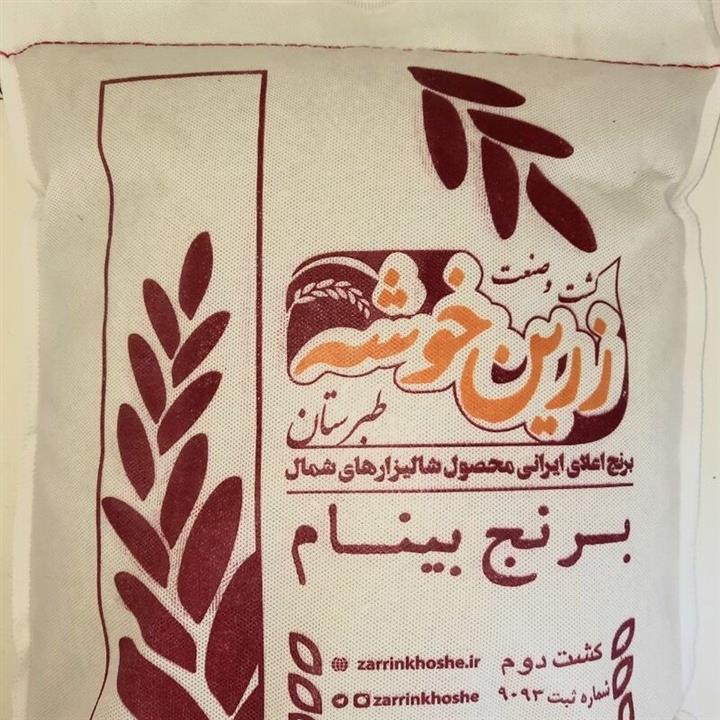 کشت و صنعت
زرین خوشه
طبرستان
برنج اعلای ایرانی محصول شالیزارهای شمال
برنج بینام
کشت دوم zarrinkhoshe.ir
شماره ثبت ۹۰۹۳ zarrinkhoshe